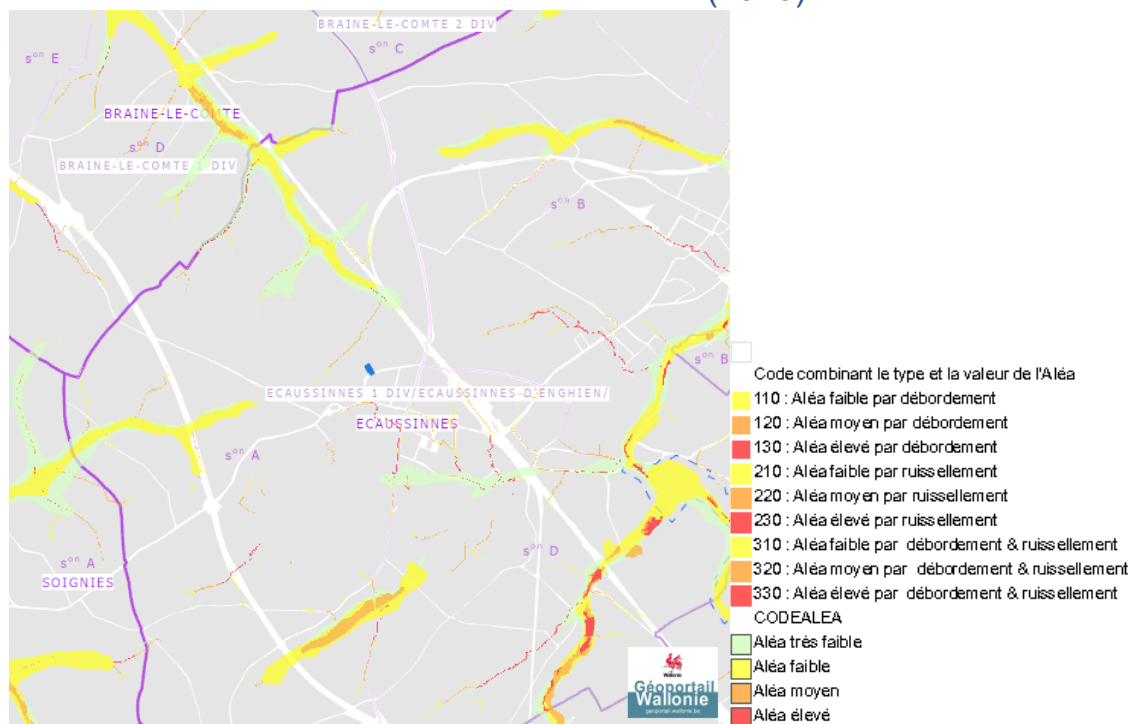 BRAINE-LE-COMTE 2 DIV
sᵒⁿ C
sᵒⁿ E
BRAINE-LE-COMTE
sᵒⁿ D
BRAINE-LE-COMTE 1 DIV
sᵒⁿ B
sᵒⁿ B
ECAUSSINNES 1 DIV/ECAUSSINNES D'ENGHIEN/
ECAUSSINNES
sᵒⁿ A
sᵒⁿ D
sᵒⁿ A
SOIGNIES
Wallonie
Géoportail
Wallonie
geoportail.wallonie.be
Code combinant le type et la valeur de l'Aléa
110 : Aléa faible par débordement
120 : Aléa moyen par débordement
130 : Aléa élevé par débordement
210 : Aléa faible par ruissellement
220 : Aléa moyen par ruissellement
230 : Aléa élevé par ruissellement
310 : Aléa faible par débordement & ruissellement
320 : Aléa moyen par débordement & ruissellement
330 : Aléa élevé par débordement & ruissellement
CODEALEA
Aléa très faible
Aléa faible
Aléa moyen
Aléa élevé